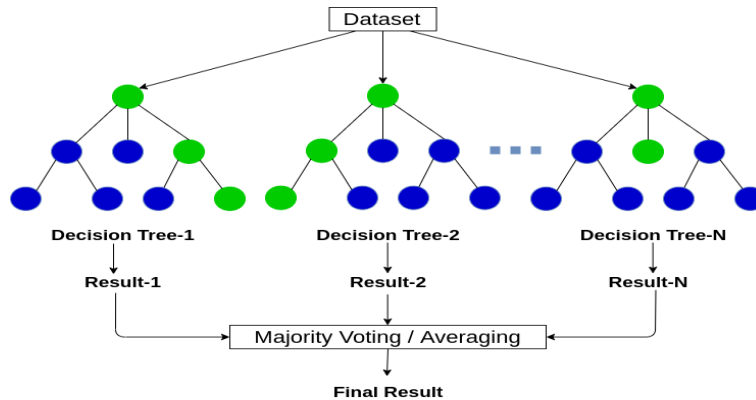 Dataset
Decision Tree-1
Decision Tree-2
Decision Tree-N
Result-1
Result-2
Result-N
Majority Voting / Averaging
Final Result